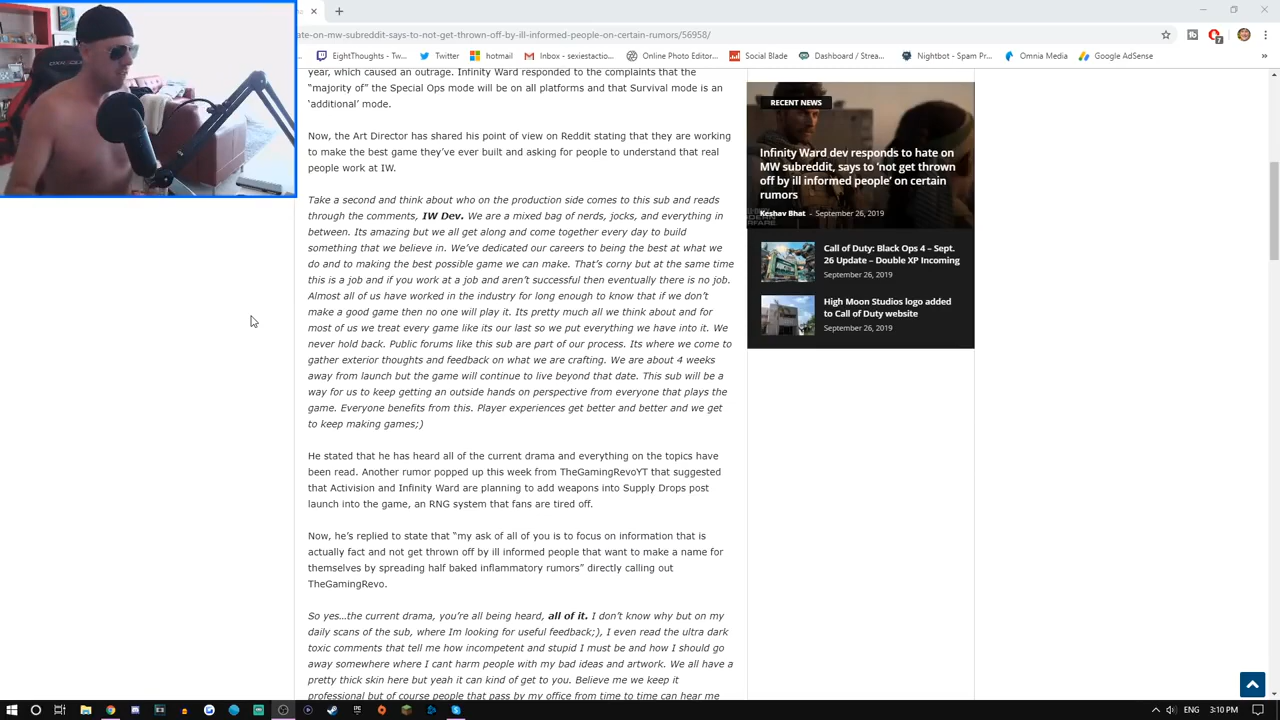 ate-on-mw-subreddit-says-to-not-get-thrown-off-by-ill-informed-people-on-certain-rumors/56958/
EightThoughts - Tw...
Twitter
hotmail
Inbox - sexiestactio...
Online Photo Editor...
Social Blade
Dashboard / Strea...
Nightbot - Spam Pr...
Omnia Media
Google AdSense
»
year, which caused an outrage. Infinity Ward responded to the complaints that the
“majority of” the Special Ops mode will be on all platforms and that Survival mode is an
‘additional’ mode.
Now, the Art Director has shared his point of view on Reddit stating that they are working
to make the best game they’ve ever built and asking for people to understand that real
people work at IW.
Take a second and think about who on the production side comes to this sub and reads
through the comments, IW Dev. We are a mixed bag of nerds, jocks, and everything in
between. Its amazing but we all get along and come together every day to build
something that we believe in. We’ve dedicated our careers to being the best at what we
do and to making the best possible game we can make. That’s corny but at the same time
this is a job and if you work at a job and aren’t successful then eventually there is no job.
Almost all of us have worked in the industry for long enough to know that if we don’t
make a good game then no one will play it. Its pretty much all we think about and for
most of us we treat every game like its our last so we put everything we have into it. We
never hold back. Public forums like this sub are part of our process. Its where we come to
gather exterior thoughts and feedback on what we are crafting. We are about 4 weeks
away from launch but the game will continue to live beyond that date. This sub will be a
way for us to keep getting an outside hands on perspective from everyone that plays the
game. Everyone benefits from this. Player experiences get better and better and we get
to keep making games;)
He stated that he has heard all of the current drama and everything on the topics have
been read. Another rumor popped up this week from TheGamingRevoYT that suggested
that Activision and Infinity Ward are planning to add weapons into Supply Drops post
launch into the game, an RNG system that fans are tired off.
Now, he’s replied to state that “my ask of all of you is to focus on information that is
actually fact and not get thrown off by ill informed people that want to make a name for
themselves by spreading half baked inflammatory rumors” directly calling out
TheGamingRevo.
So yes…the current drama, you’re all being heard, all of it. I don’t know why but on my
daily scans of the sub, where Im looking for useful feedback;), I even read the ultra dark
toxic comments that tell me how incompetent and stupid I must be and how I should go
away somewhere where I cant harm people with my bad ideas and artwork. We all have a
pretty thick skin here but yeah it can kind of get to you. Believe me we keep it
professional but of course people that pass by my office from time to time can hear me
RECENT NEWS
Infinity Ward dev responds to hate on
MW subreddit, says to ‘not get thrown
off by ill informed people’ on certain
rumors
Keshav Bhat - September 26, 2019
Call of Duty: Black Ops 4 – Sept.
26 Update – Double XP Incoming
September 26, 2019
High Moon Studios logo added
to Call of Duty website
September 26, 2019
ENG
3:10 PM